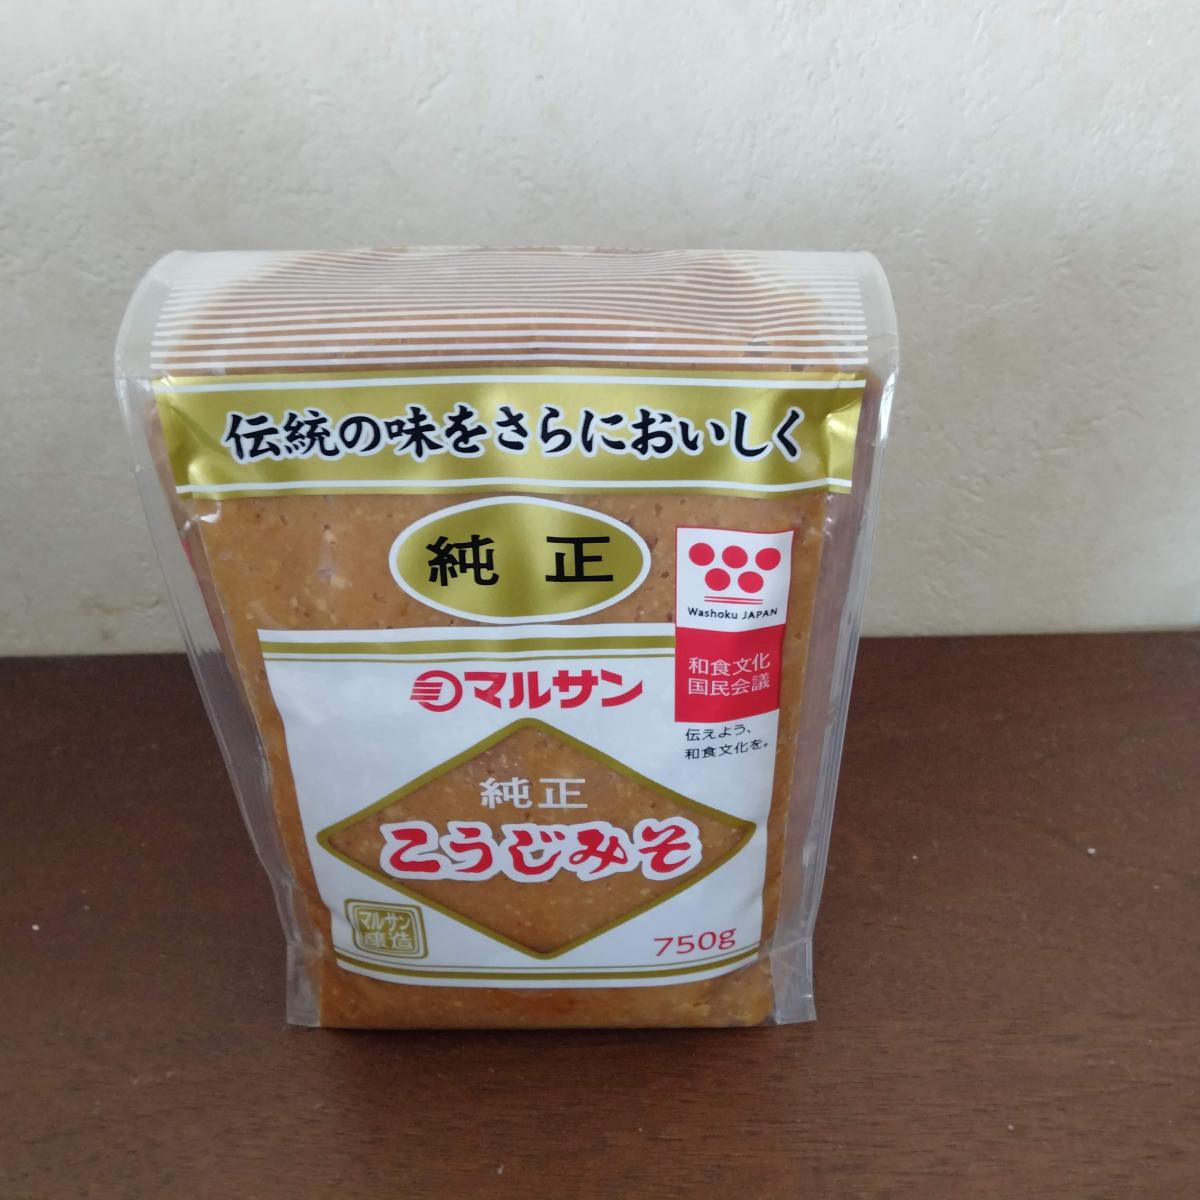 伝統の味をさらにおいしく
純正
Washoku JAPAN
和食文化
国民会議
伝えよう、
和食文化を。
マルサン
純正
こうじみそ
マルサン
醸造
750g